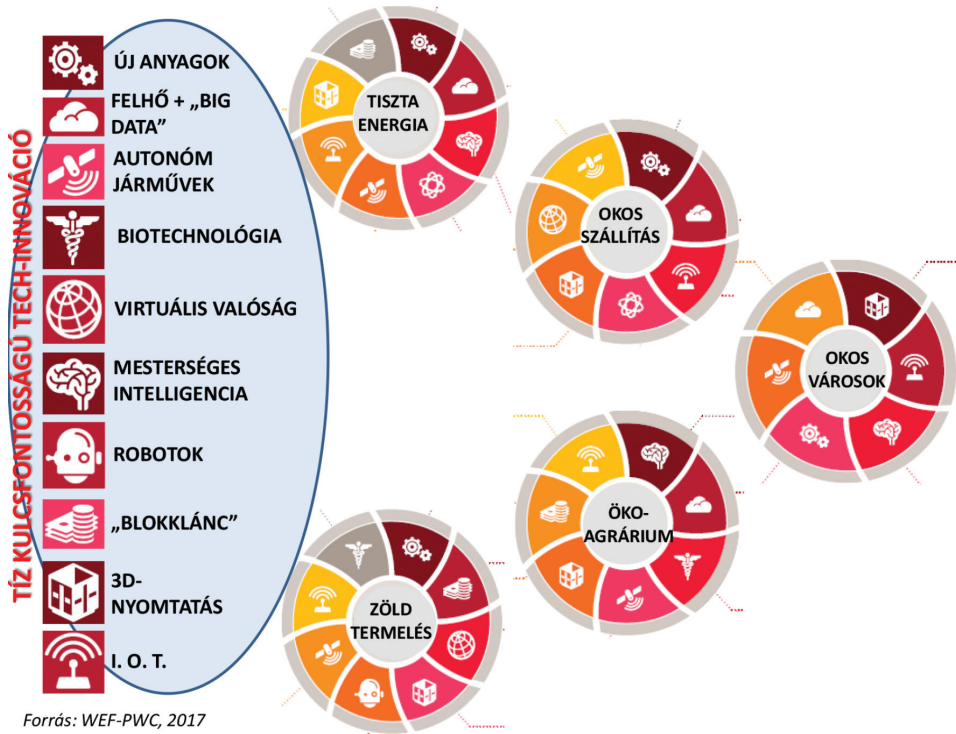 TÍZ KULCSFONTOSSÁGÚ TECH-INNOVÁCIÓ
ÚJ ANYAGOK
FELHŐ + „BIG
DATA”
AUTONÓM
JÁRMŰVEK
BIOTECHNOLÓGIA
VIRTUÁLIS VALÓSÁG
MESTERSÉGES
INTELLIGENCIA
ROBOTOK
„BLOKKLÁNC”
3D-
NYOMTATÁS
I. O. T.
TISZTA
ENERGIA
OKOS
SZÁLLÍTÁS
OKOS
VÁROSOK
ÖKO-
AGRÁRIUM
ZÖLD
TERMELÉS
Forrás: WEF-PWC, 2017